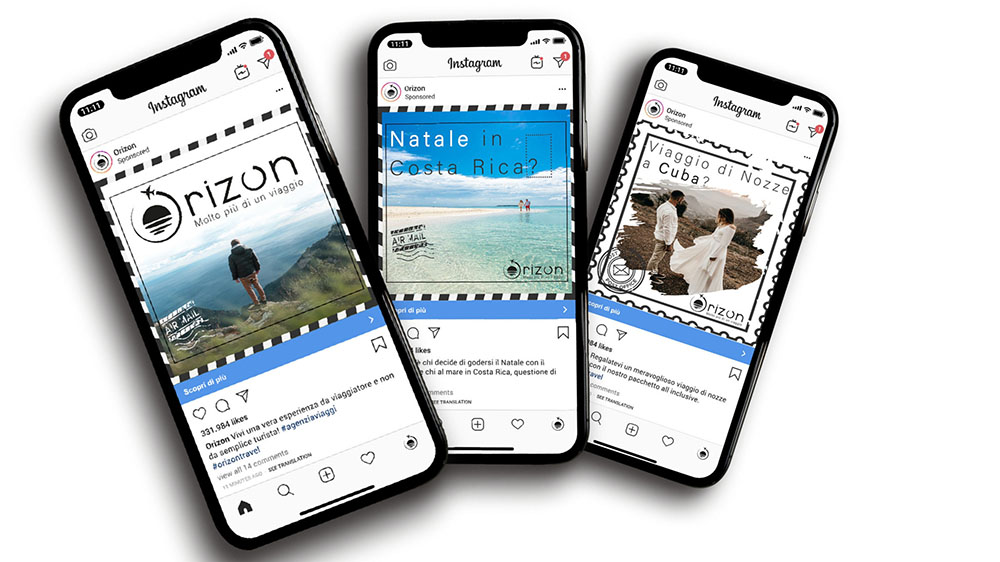 11:11
Instagram
1
Orizon
Sponsored
Orizon
Molto più di un viaggio
AIR MAIL
Scopri di più
331.984 likes
Orizon Vivi una vera esperienza da viaggiatore e non
da semplice turista! #agenziaviaggi
#orizontravel
view all 14 comments
15 MINUTES AGO SEE TRANSLATION
11:11
Instagram
1
Orizon
Sponsored
Natale in
Costa Rica?
AIR MAIL
Orizon
Scopri di più
984 likes
è chi decide di godersi il Natale con il
e chi al mare in Costa Rica, questione di
comments
SEE TRANSLATION
11:11
Instagram
1
Orizon
Sponsored
Viaggio di Nozze
a Cuba?
Orizon
Scopri di più
984 likes
Regalatevi un meraviglioso viaggio di nozze
con il nostro pacchetto all inclusive.
comments
SEE TRANSLATION